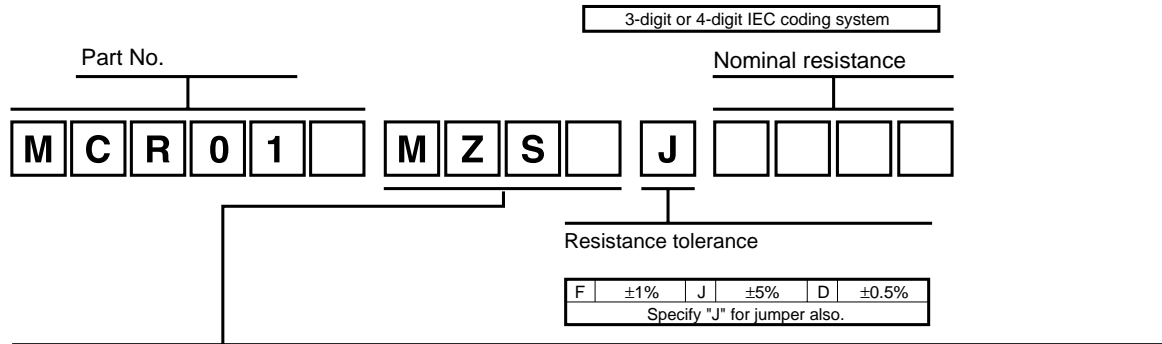 3-digit or 4-digit IEC coding system
Part No.
Nominal resistance
M C R 0 1 M Z S J
Resistance tolerance
F ±1% J ±5% D ±0.5%
Specify "J" for jumper also.